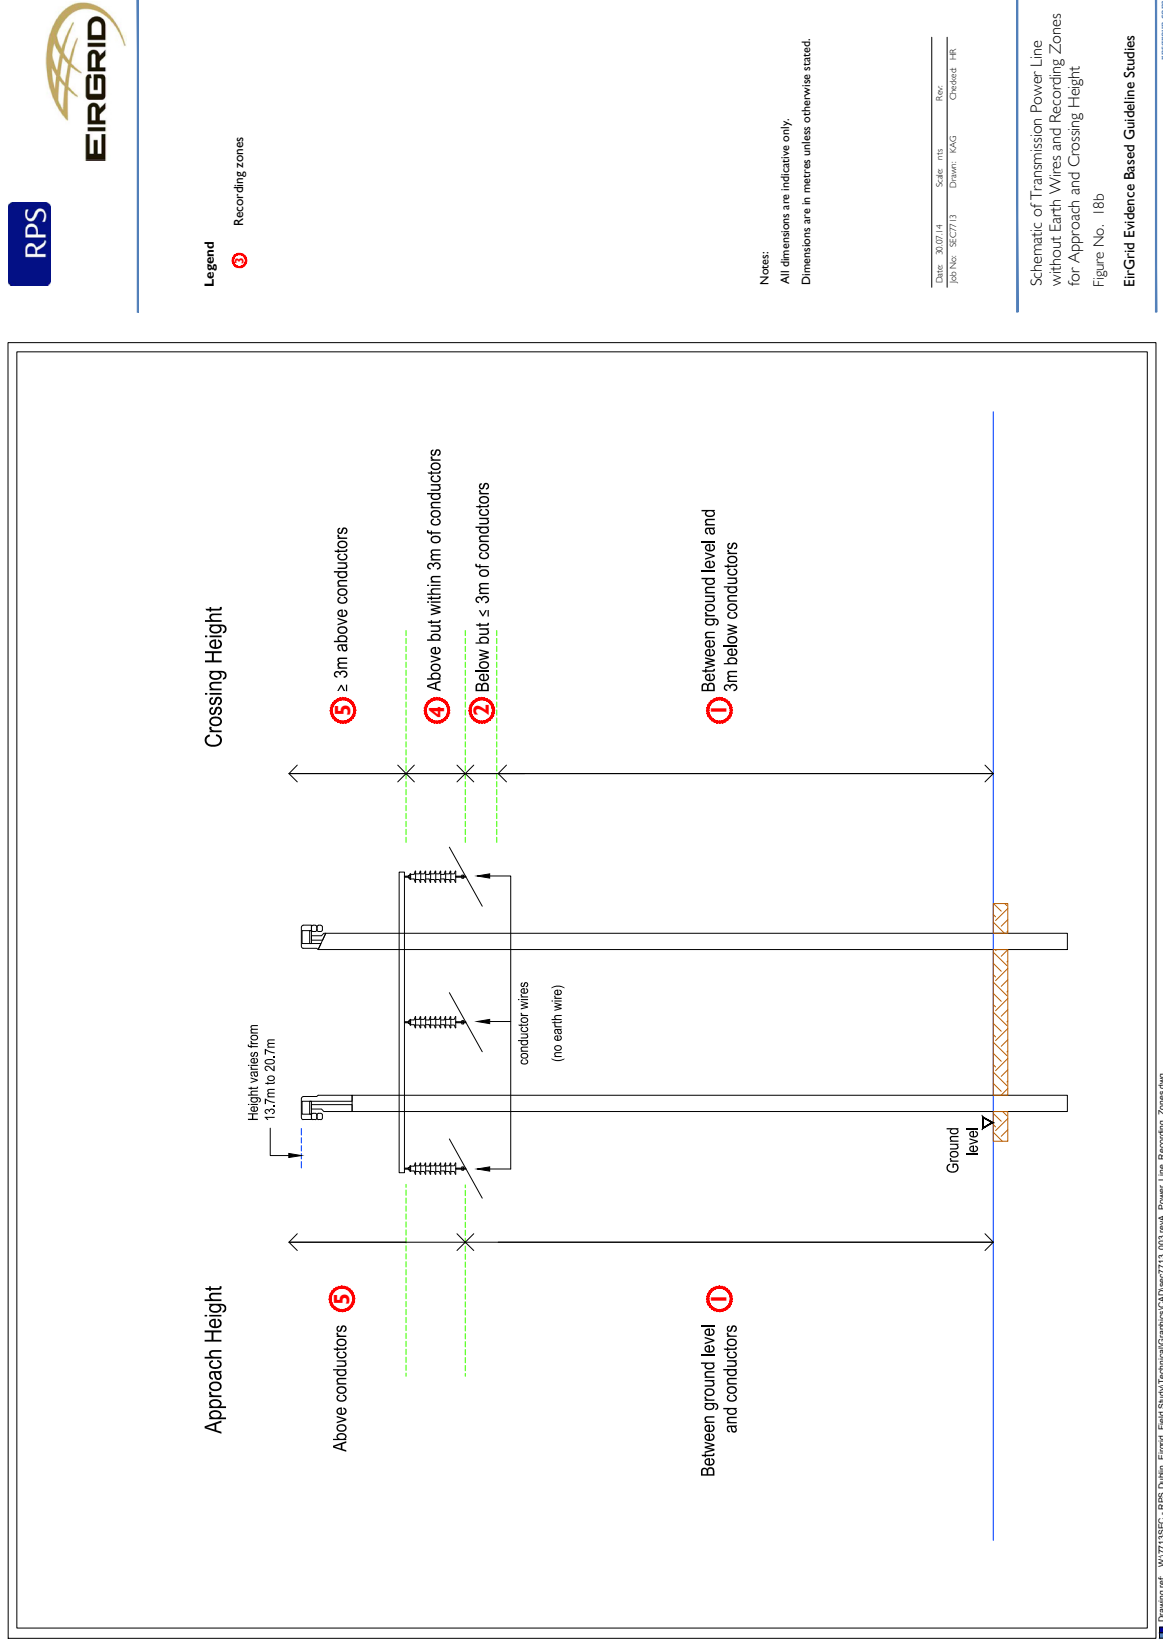 Approach Height
Crossing Height
Height varies from
13.7m to 20.7m
Above conductors
5
5
≥ 3m above conductors
4
Above but within 3m of conductors
2
Below but ≤ 3m of conductors
conductor wires
(no earth wire)
Between ground level
and conductors
1
1
Between ground level and
3m below conductors
Ground
level
RPS
EIRGRID
Legend
3 Recording zones
Notes:
All dimensions are indicative only.
Dimensions are in metres unless otherwise stated.
Date: 30.07.14 Scale: nts Rev:
Job No: SEC7713 Drawn: KAG Checked: HR
Schematic of Transmission Power Line
without Earth Wires and Recording Zones
for Approach and Crossing Height
Figure No. 18b
EirGrid Evidence Based Guideline Studies